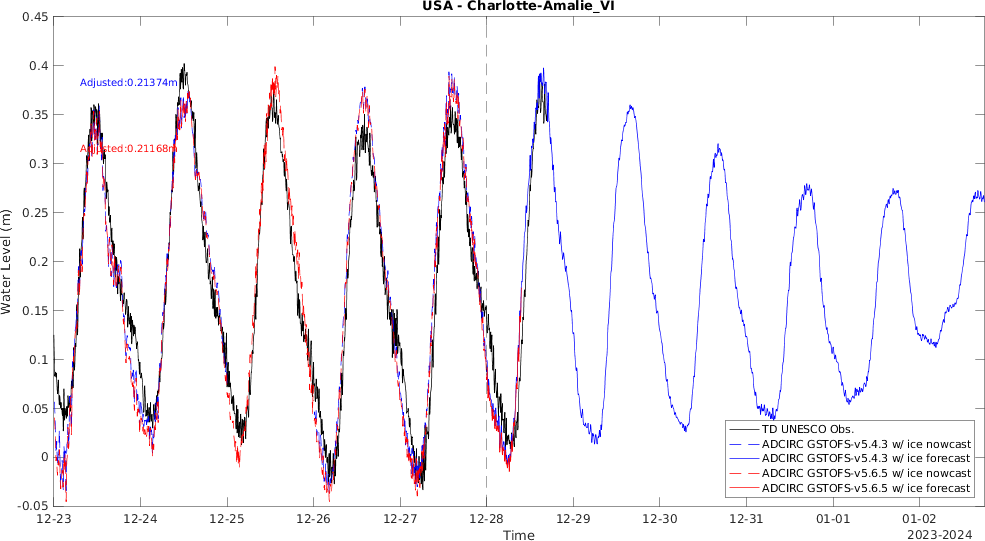 USA - Charlotte-Amalie_VI
0.45
0.4
0.35
0.3
0.25
0.2
0.15
0.1
0.05
0
-0.05
Water Level (m)
Adjusted:0.21374m
Adjusted:0.21168m
TD UNESCO Obs.
ADCIRC GSTOFS-v5.4.3 w/ ice nowcast
ADCIRC GSTOFS-v5.4.3 w/ ice forecast
ADCIRC GSTOFS-v5.6.5 w/ ice nowcast
ADCIRC GSTOFS-v5.6.5 w/ ice forecast
12-23 12-24 12-25 12-26 12-27 12-28 12-29 12-30 12-31 01-01 01-02
Time
2023-2024